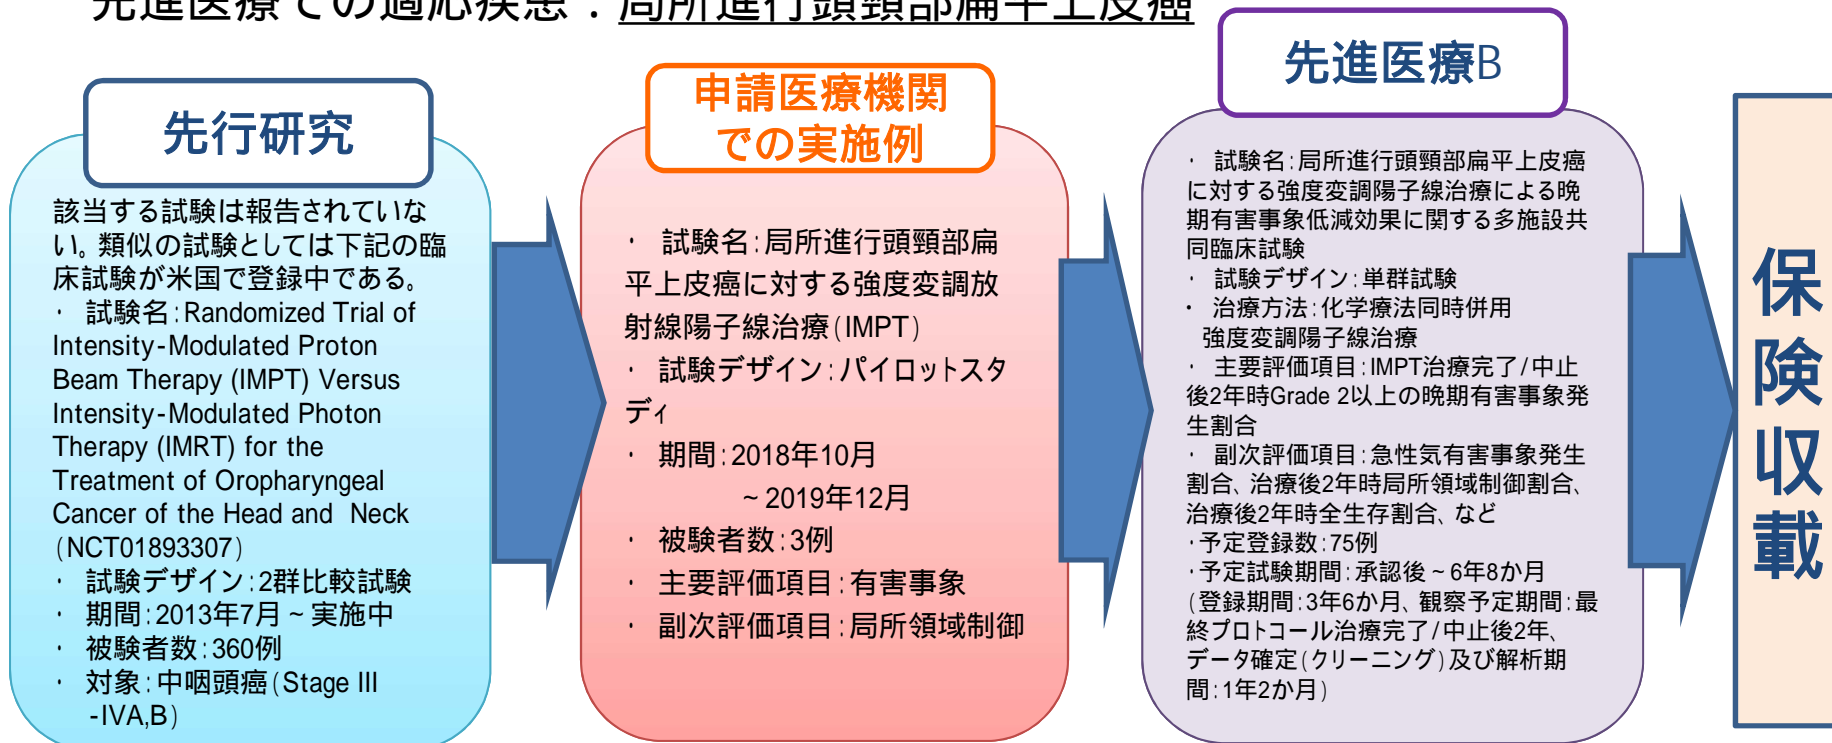 先進医療での適応疾患：局所進行頭頸部扁平上皮癌
先行研究
該当する試験は報告されていな
い。類似の試験としては下記の臨
床試験が米国で登録中である。
・ 試験名：Randomized Trial of
Intensity-Modulated Proton
Beam Therapy (IMPT) Versus
Intensity-Modulated Photon
Therapy (IMRT) for the
Treatment of Oropharyngeal
Cancer of the Head and Neck
(NCT01893307)
・ 試験デザイン：2群比較試験
・ 期間：2013年7月～実施中
・ 被験者数：360例
・ 対象：中咽頭癌(Stage III
-IVA,B)
申請医療機関
での実施例
・ 試験名：局所進行頭頸部扁
平上皮癌に対する強度変調放
射線陽子線治療(IMPT)
・ 試験デザイン：パイロットスタ
ディ
・ 期間：2018年10月
～2019年12月
・ 被験者数：3例
・ 主要評価項目：有害事象
・ 副次評価項目：局所領域制御
先進医療B
・ 試験名：局所進行頭頸部扁平上皮癌
に対する強度変調陽子線治療による晩
期有害事象低減効果に関する多施設共
同臨床試験
・ 試験デザイン：単群試験
・ 治療方法：化学療法同時併用
強度変調陽子線治療
・ 主要評価項目：IMPT治療完了/中止
後2年時Grade 2以上の晩期有害事象発
生割合
・ 副次評価項目：急性気有害事象発生
割合、治療後2年時局所領域制御割合、
治療後2年時全生存割合、など
・予定登録数：75例
・予定試験期間：承認後～6年8か月
(登録期間：3年6か月、観察予定期間：最
終プロトコール治療完了/中止後2年、
データ確定(クリーニング)及び解析期
間：1年2か月)
保
険
収
載